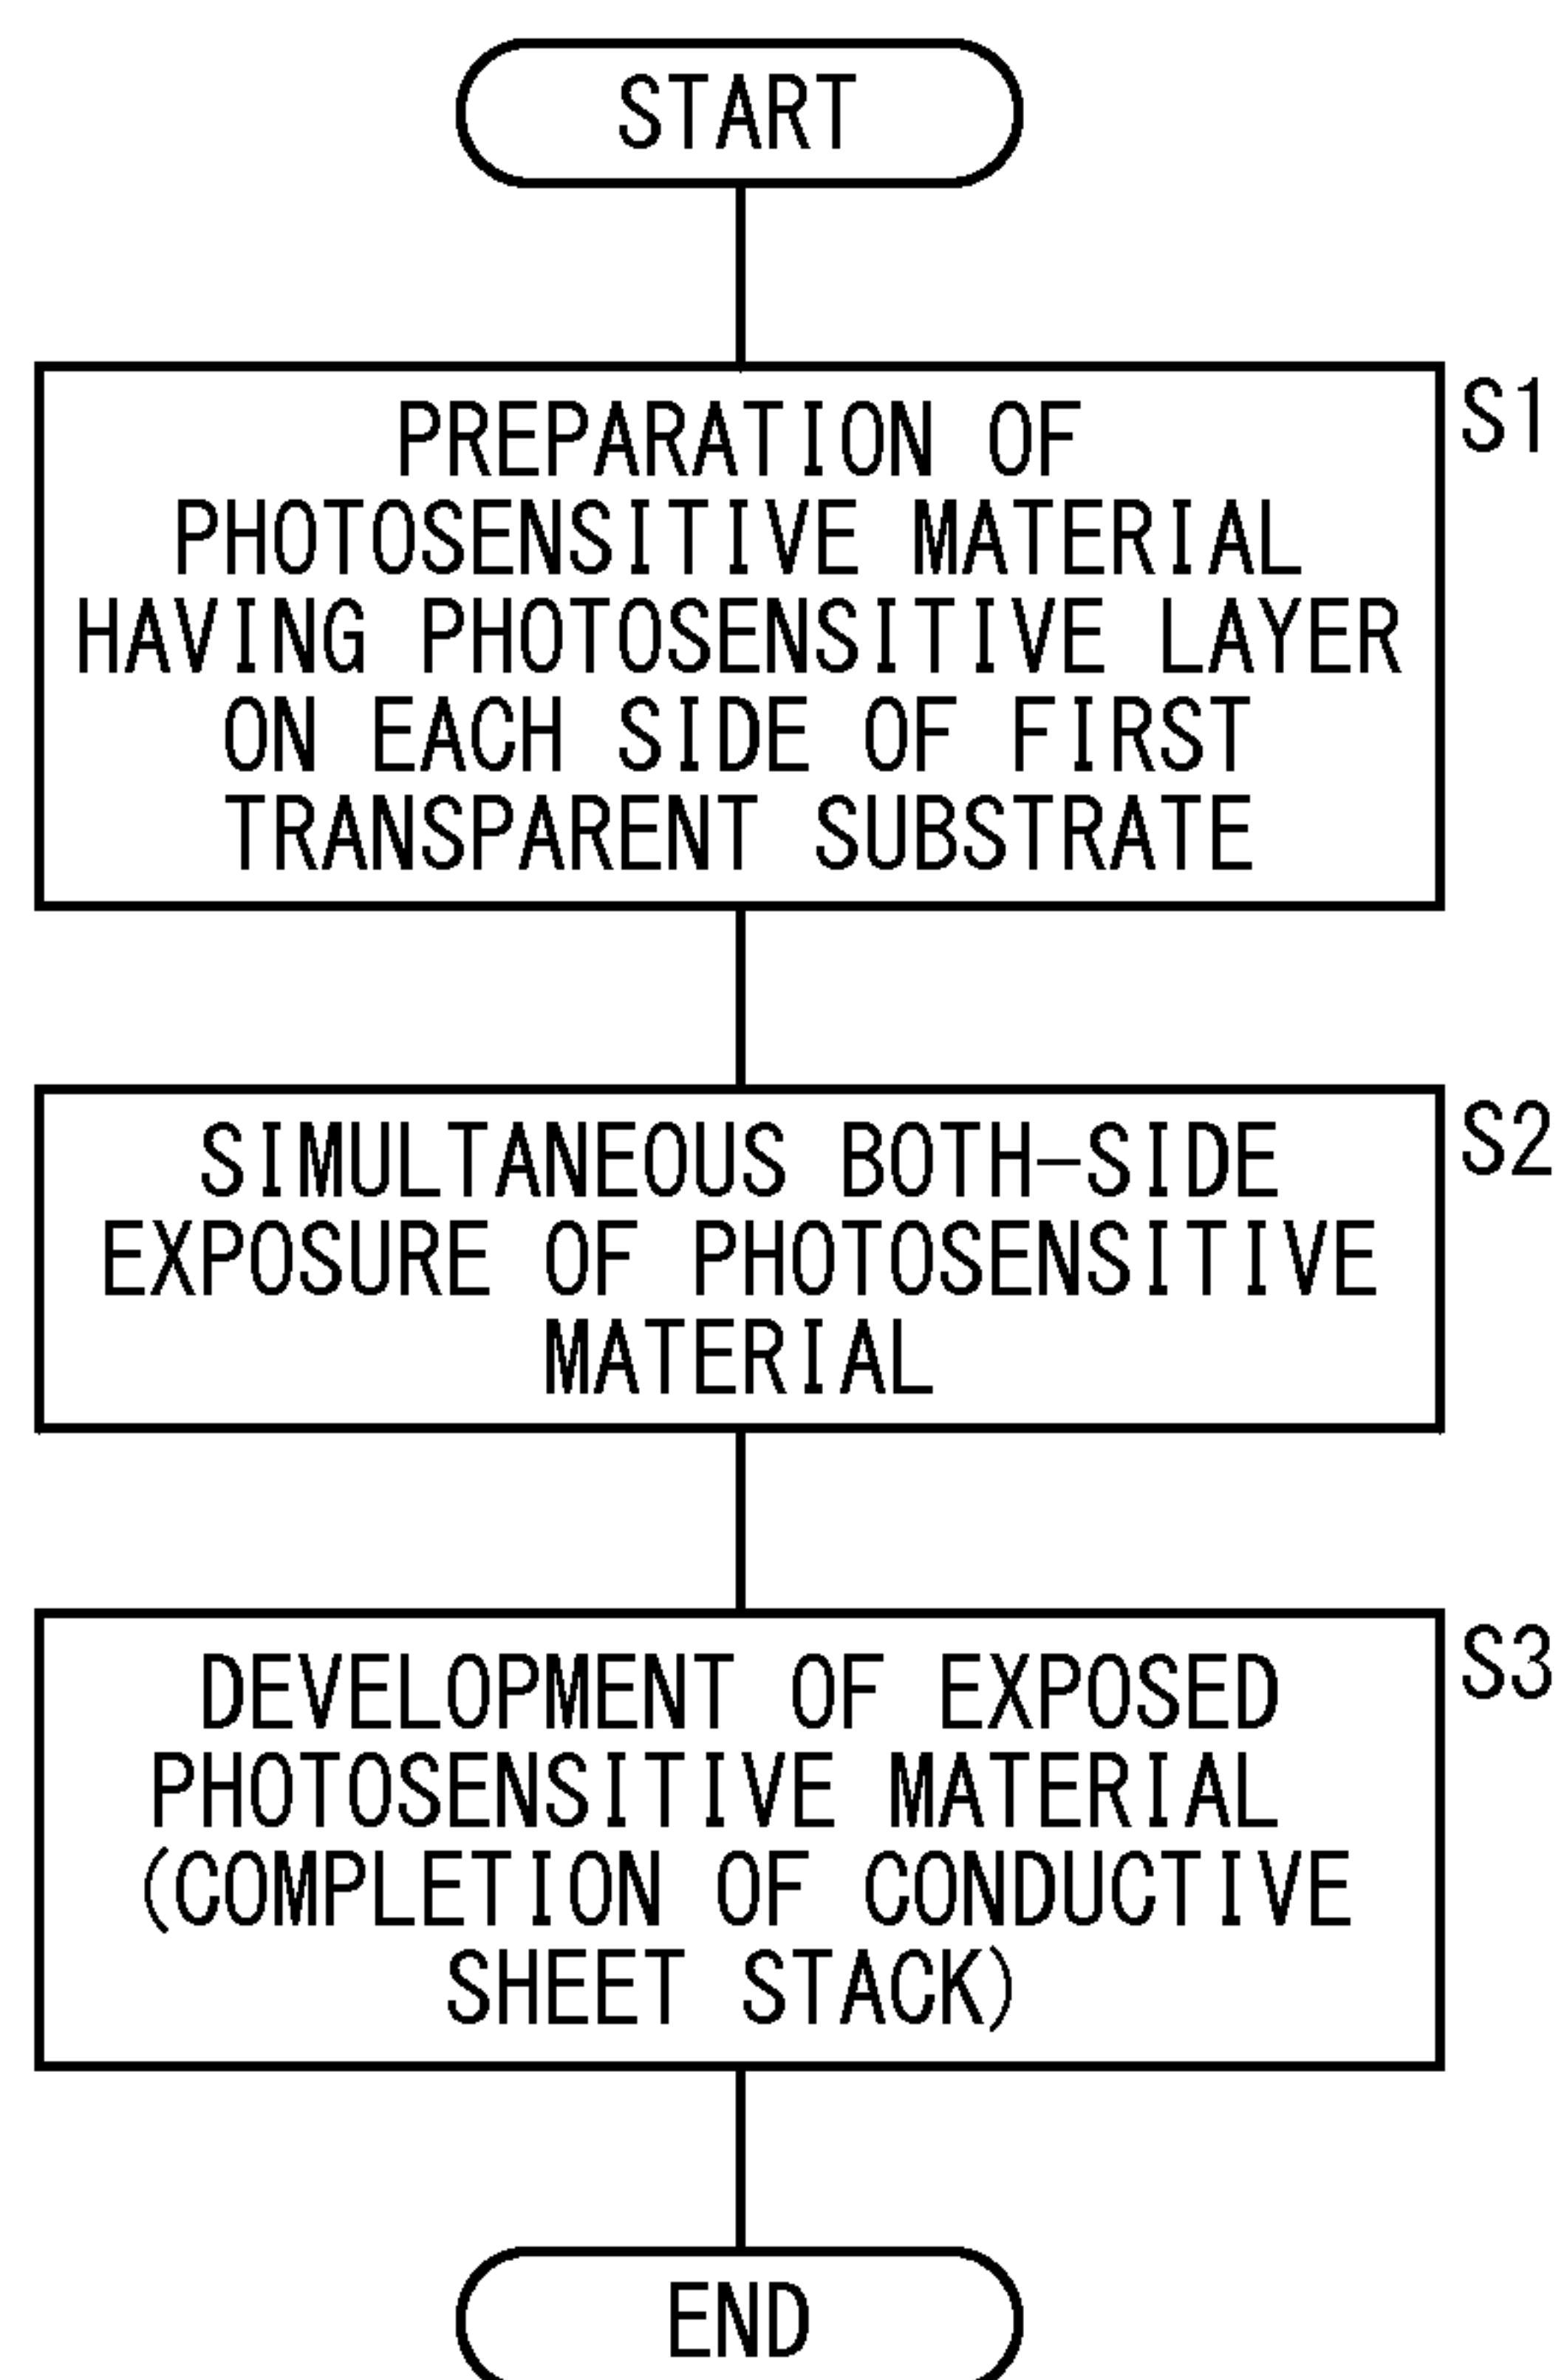 START
S1
PREPARATION OF
PHOTOSENSITIVE MATERIAL
HAVING PHOTOSENSITIVE LAYER
ON EACH SIDE OF FIRST
TRANSPARENT SUBSTRATE
S2
SIMULTANEOUS BOTH-SIDE
EXPOSURE OF PHOTOSENSITIVE
MATERIAL
S3
DEVELOPMENT OF EXPOSED
PHOTOSENSITIVE MATERIAL
(COMPLETION OF CONDUCTIVE
SHEET STACK)
END